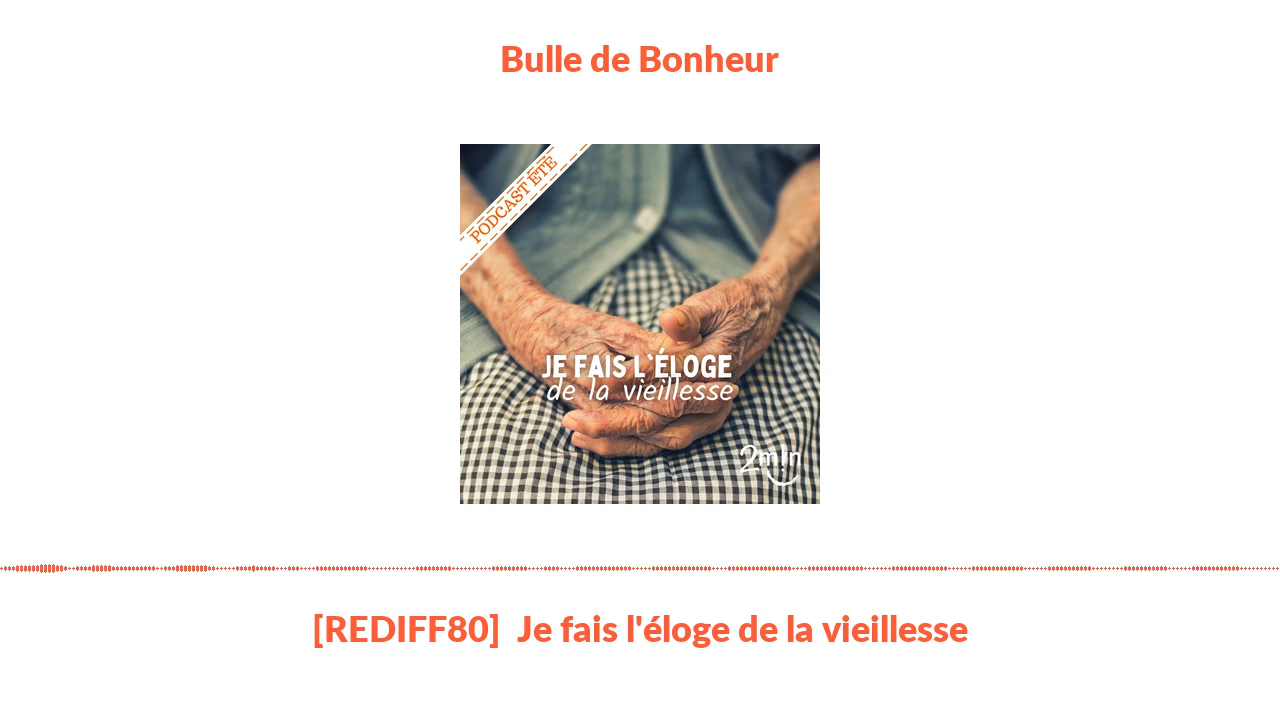 Bulle de Bonheur
PODCAST ÉTÉ
JE FAIS L`ÉLOGE
de la vieillesse
2min
[REDIFF80] Je fais l'éloge de la vieillesse